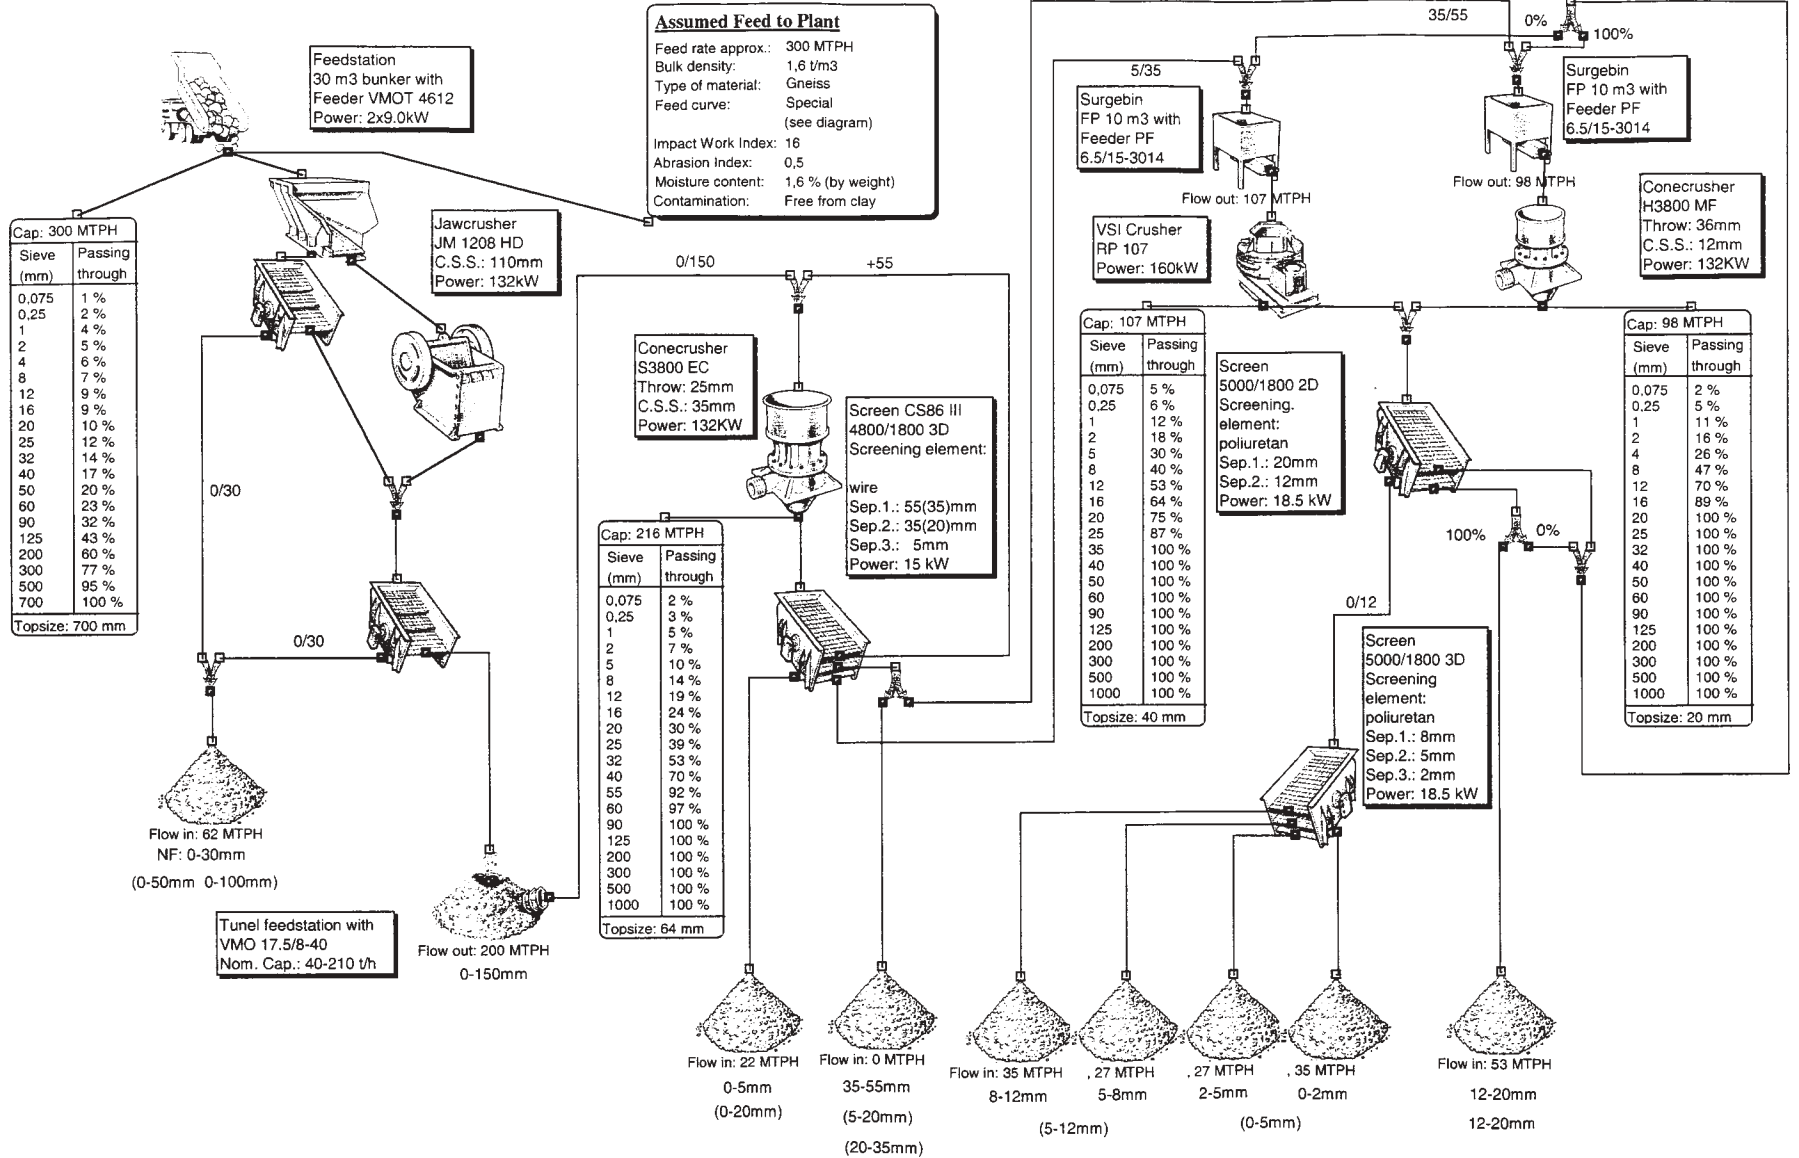 Assumed Feed to Plant
Feed rate approx.: 300 MTPH
Bulk density: 1,6 t/m3
Type of material: Gneiss
Feed curve: Special
(see diagram)
Impact Work Index: 16
Abrasion Index: 0,5
Moisture content: 1,6 % (by weight)
Contamination: Free from clay
Feedstation
30 m3 bunker with
Feeder VMOT 4612
Power: 2x9.0kW
Jawcrusher
JM 1208 HD
C.S.S.: 110mm
Power: 132kW
Cap: 300 MTPH
Sieve Passing
(mm) through
0,075 1 %
0,25 2 %
1 4 %
2 5 %
4 6 %
8 7 %
12 9 %
16 9 %
20 10 %
25 12 %
32 14 %
40 17 %
50 20 %
60 23 %
90 32 %
125 43 %
200 60 %
300 77 %
500 95 %
700 100 %
Topsize: 700 mm
0/30
0/30
Flow in: 62 MTPH
NF: 0-30mm
(0-50mm 0-100mm)
Tunel feedstation with
VMO 17.5/8-40
Nom. Cap.: 40-210 t/h
Flow out: 200 MTPH
0-150mm
0/150
+55
Conecrusher
S3800 EC
Throw: 25mm
C.S.S.: 35mm
Power: 132KW
Screen CS86 III
4800/1800 3D
Screening element:
wire
Sep.1.: 55(35)mm
Sep.2.: 35(20)mm
Sep.3.: 5mm
Power: 15 kW
Cap: 216 MTPH
Sieve Passing
(mm) through
0,075 2 %
0,25 3 %
1 5 %
2 7 %
5 10 %
8 14 %
12 19 %
16 24 %
20 30 %
25 39 %
32 53 %
40 70 %
55 92 %
60 97 %
90 100 %
125 100 %
200 100 %
300 100 %
500 100 %
1000 100 %
Topsize: 64 mm
35/55
0%
100%
5/35
Surgebin
FP 10 m3 with
Feeder PF
6.5/15-3014
Surgebin
FP 10 m3 with
Feeder PF
6.5/15-3014
Flow out: 107 MTPH
Flow out: 98 MTPH
VSI Crusher
RP 107
Power: 160kW
Conecrusher
H3800 MF
Throw: 36mm
C.S.S.: 12mm
Power: 132KW
Cap: 107 MTPH
Sieve Passing
(mm) through
0,075 5 %
0,25 6 %
1 12 %
2 18 %
5 30 %
8 40 %
12 53 %
16 64 %
20 75 %
25 87 %
35 100 %
40 100 %
50 100 %
60 100 %
90 100 %
125 100 %
200 100 %
300 100 %
500 100 %
1000 100 %
Topsize: 40 mm
Screen
5000/1800 2D
Screening.
element:
poliuretan
Sep.1.: 20mm
Sep.2.: 12mm
Power: 18.5 kW
Cap: 98 MTPH
Sieve Passing
(mm) through
0,075 2 %
0,25 5 %
1 11 %
2 16 %
4 26 %
8 47 %
12 70 %
16 89 %
20 100 %
25 100 %
32 100 %
40 100 %
50 100 %
60 100 %
90 100 %
125 100 %
200 100 %
300 100 %
500 100 %
1000 100 %
Topsize: 20 mm
100%
0%
0/12
Screen
5000/1800 3D
Screening
element:
poliuretan
Sep.1.: 8mm
Sep.2.: 5mm
Sep.3.: 2mm
Power: 18.5 kW
Flow in: 22 MTPH
0-5mm
(0-20mm)
Flow in: 0 MTPH
35-55mm
(5-20mm)
(20-35mm)
Flow in: 35 MTPH
8-12mm
, 27 MTPH
5-8mm
(5-12mm)
, 27 MTPH
2-5mm
, 35 MTPH
0-2mm
(0-5mm)
Flow in: 53 MTPH
12-20mm
12-20mm